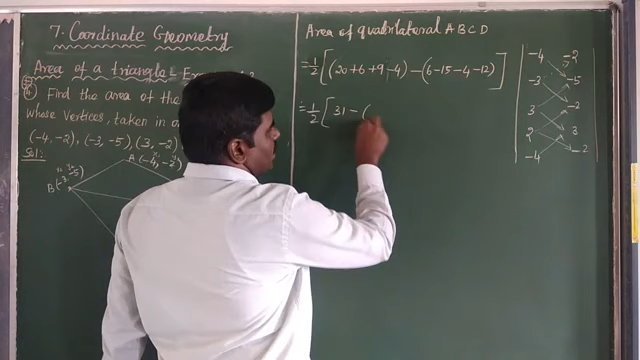 7. Coordinate Geometry
Area of a triangle -
Find the area of the
whose vertices, taken in
(-4, -2), (-3, -5), (3, -2)
Sol:
A (-4, -2)
B (-3, -5)
Area of quadrilateral A B C D
= 1/2 [(20+6+9-4) - (6-15-4-12)]
= 1/2 [31 - (
-4 -2
-3 -5
3 -2
2 3
-4 -2